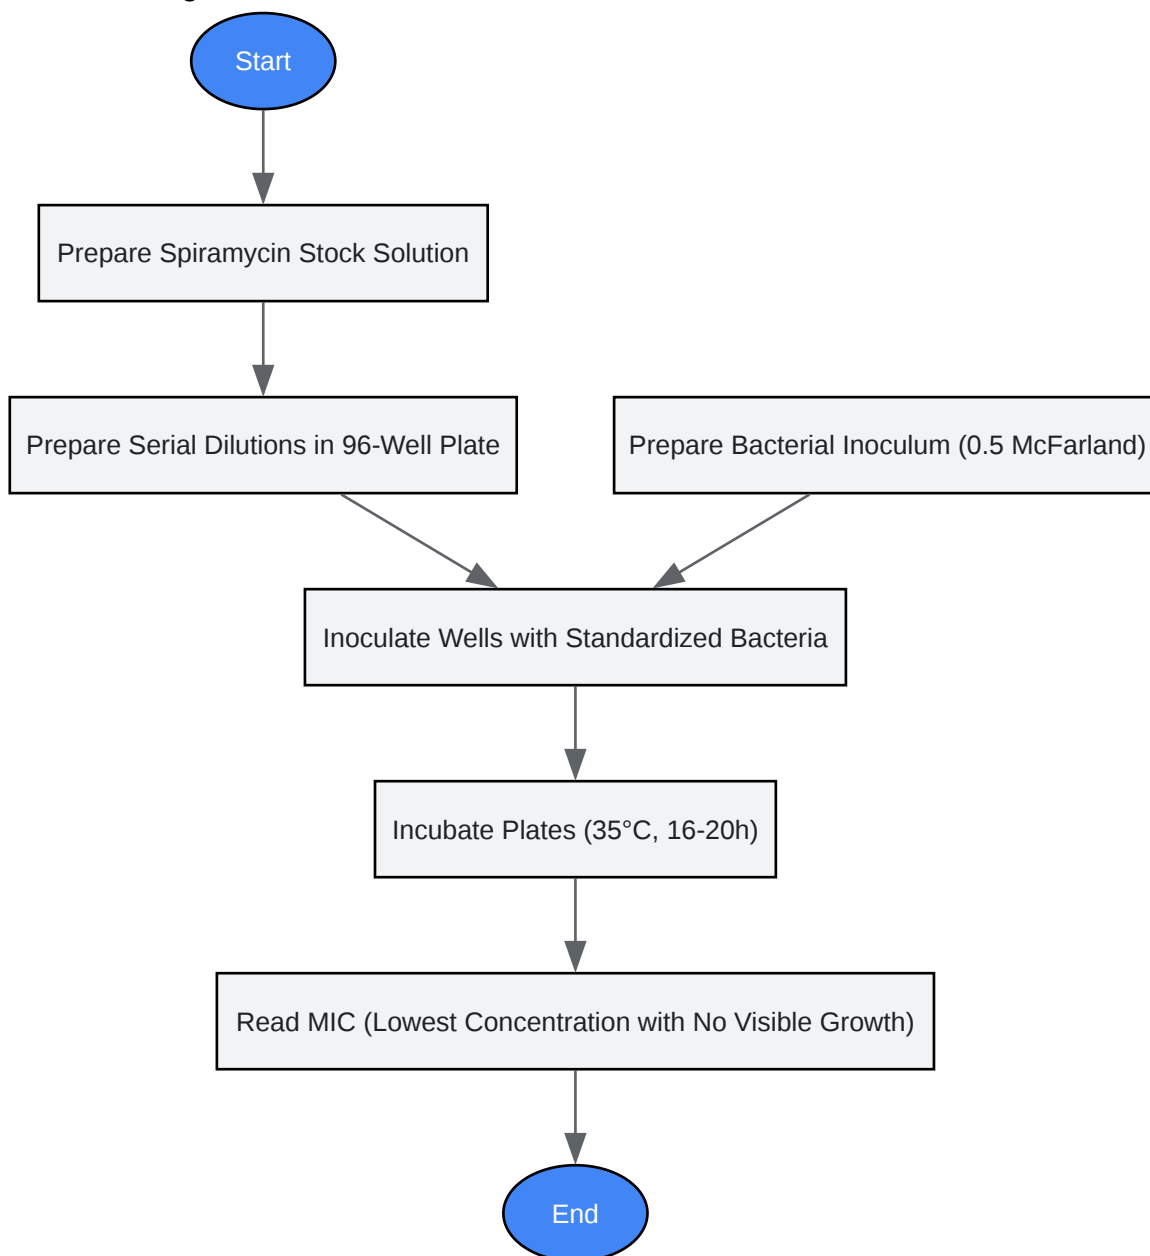 Start
Prepare Spiramycin Stock Solution
Prepare Serial Dilutions in 96-Well Plate
Prepare Bacterial Inoculum (0.5 McFarland)
Inoculate Wells with Standardized Bacteria
Incubate Plates (35°C, 16-20h)
Read MIC (Lowest Concentration with No Visible Growth)
End